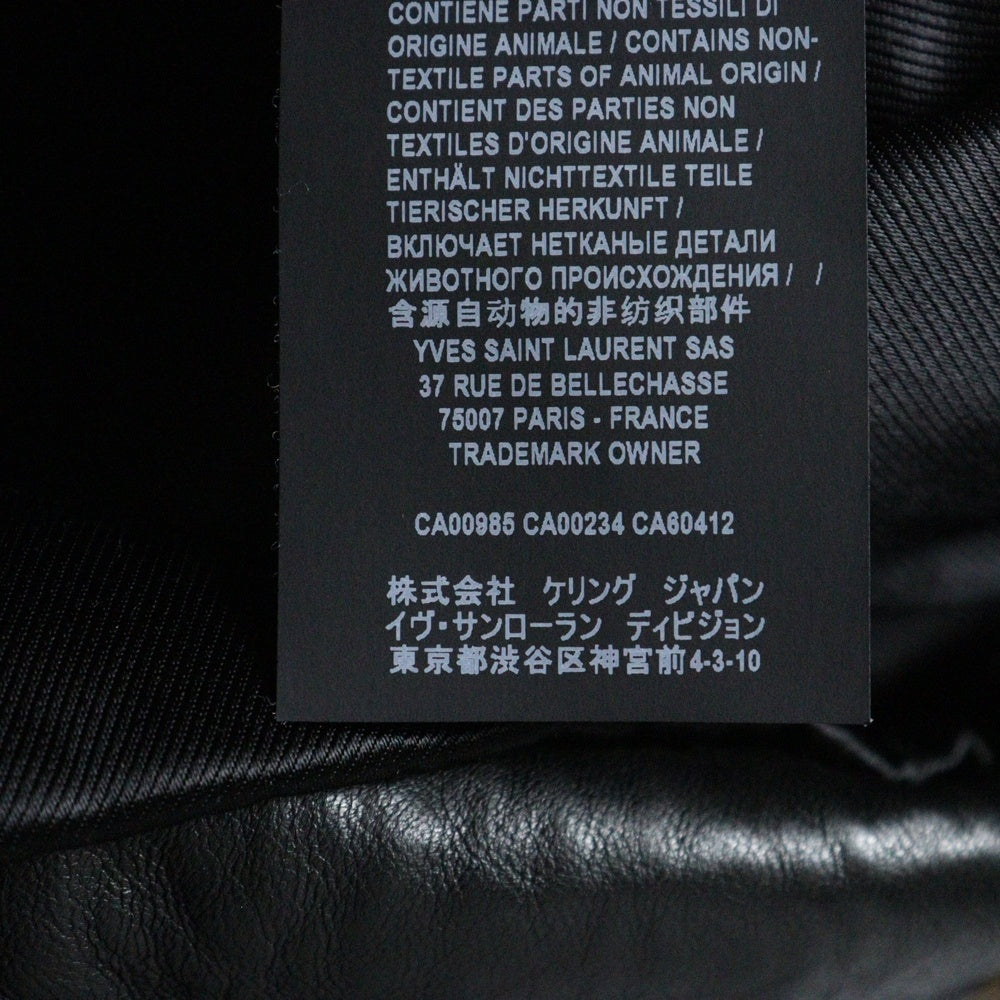 CONTIENE PARTI NON TESSILI DI
ORIGINE ANIMALE / CONTAINS NON-
TEXTILE PARTS OF ANIMAL ORIGIN /
CONTIENT DES PARTIES NON
TEXTILES D'ORIGINE ANIMALE /
ENTHÄLT NICHTTEXTILE TEILE
TIERISCHER HERKUNFT /
ВКЛЮЧАЕТ НЕТКАНЫЕ ДЕТАЛИ
ЖИВОТНОГО ПРОИСХОЖДЕНИЯ / /
含源自动物的非纺织部件
YVES SAINT LAURENT SAS
37 RUE DE BELLECHASSE
75007 PARIS - FRANCE
TRADEMARK OWNER
CA00985 CA00234 CA60412
株式会社 ケリング ジャパン
イヴ・サンローラン ディビジョン
東京都渋谷区神宮前4-3-10